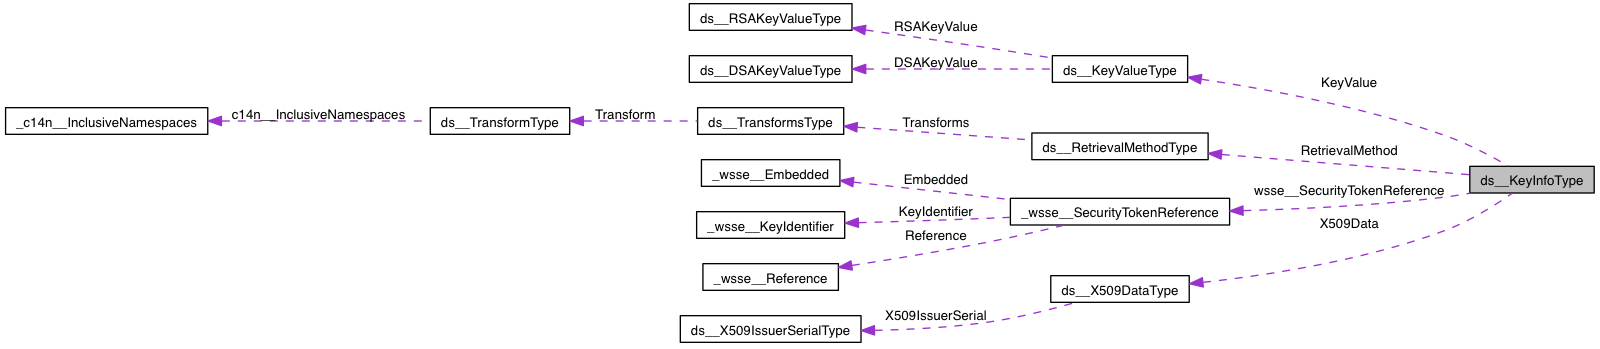 ds__RSAKeyValueType
RSAKeyValue
ds__DSAKeyValueType
DSAKeyValue
ds__KeyValueType
KeyValue
_c14n__InclusiveNamespaces
c14n__InclusiveNamespaces
ds__TransformType
Transform
ds__TransformsType
Transforms
ds__RetrievalMethodType
RetrievalMethod
_wsse__Embedded
Embedded
ds__KeyInfoType
wsse__SecurityTokenReference
_wsse__KeyIdentifier
KeyIdentifier
_wsse__SecurityTokenReference
X509Data
Reference
_wsse__Reference
ds__X509DataType
X509IssuerSerial
ds__X509IssuerSerialType